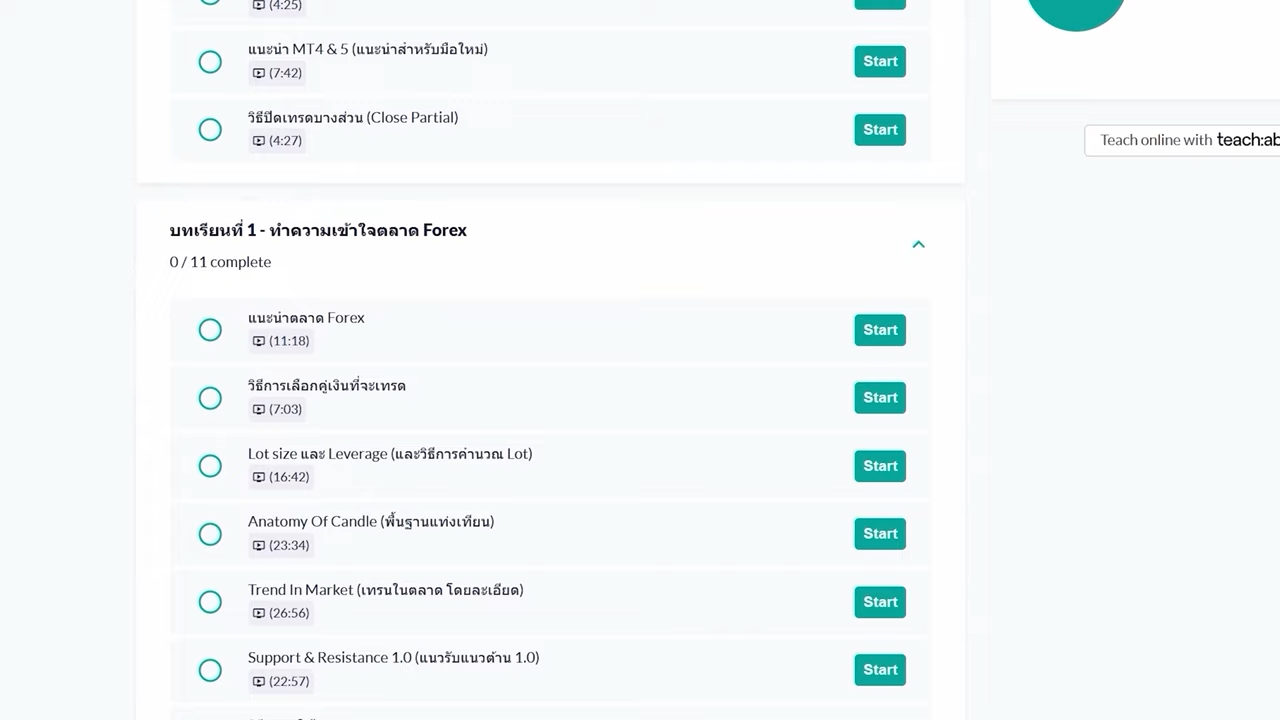 (4:25)
แนะนำ MT4 & 5 (แนะนำสำหรับมือใหม่)
(7:42)
Start
วิธีปิดเทรดบางส่วน (Close Partial)
(4:27)
Start
Teach online with teach:ab
บทเรียนที่ 1 - ทำความเข้าใจตลาด Forex
0 / 11 complete
แนะนำตลาด Forex
(11:18)
Start
วิธีการเลือกคู่เงินที่จะเทรด
(7:03)
Start
Lot size และ Leverage (และวิธีการคำนวณ Lot)
(16:42)
Start
Anatomy Of Candle (พื้นฐานแท่งเทียน)
(23:34)
Start
Trend In Market (เทรนในตลาด โดยละเอียด)
(26:56)
Start
Support & Resistance 1.0 (แนวรับแนวต้าน 1.0)
(22:57)
Start